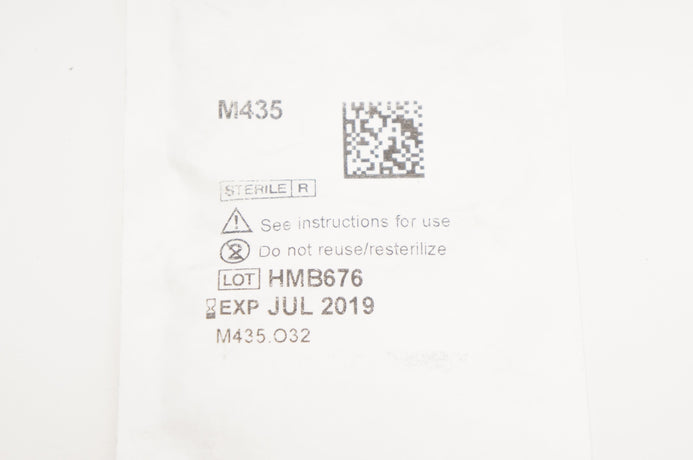 M435
STERILE R
See instructions for use
Do not reuse/resterilize
LOT HMB676
EXP JUL 2019
M435.O32